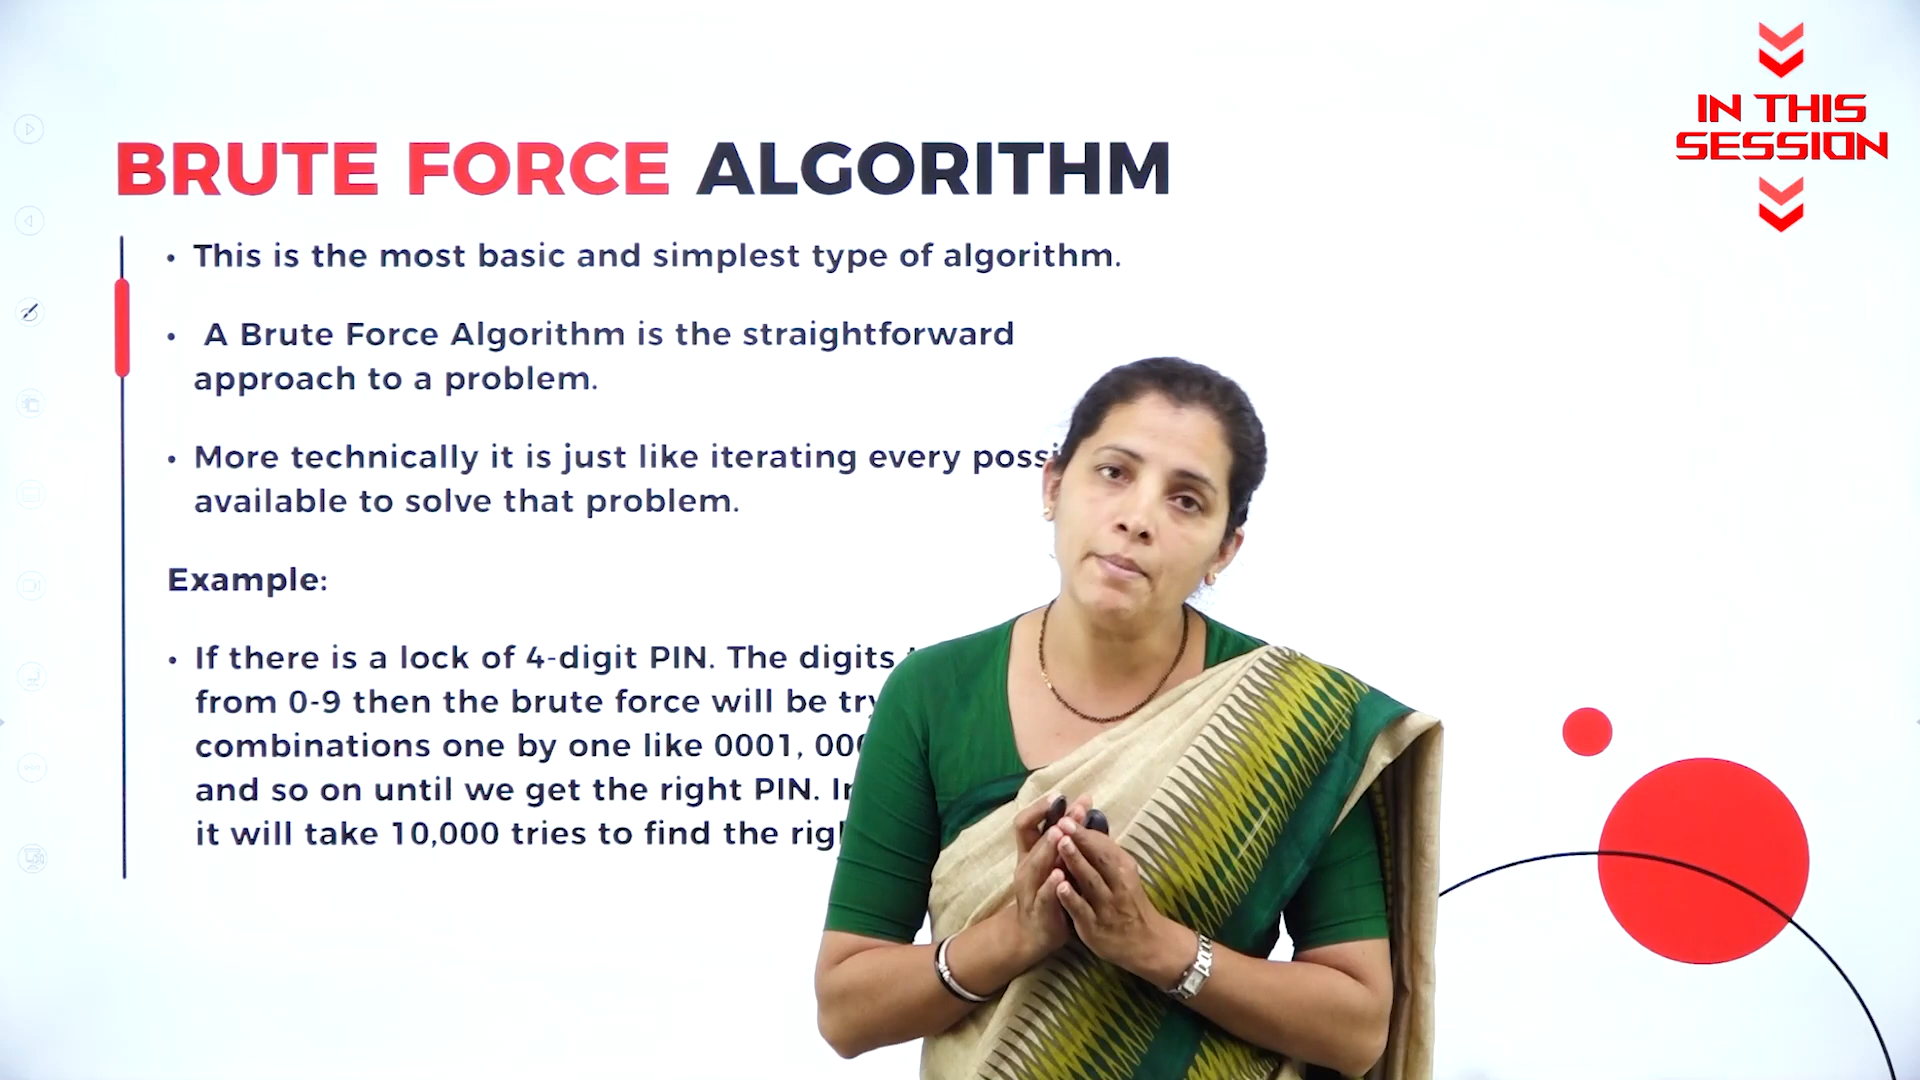 IN THIS
SESSION
BRUTE FORCE ALGORITHM
• This is the most basic and simplest type of algorithm.
• A Brute Force Algorithm is the straightforward
approach to a problem.
• More technically it is just like iterating every
available to solve that problem.
Example:
• If there is a lock of 4-digit PIN. The digits
from 0-9 then the brute force will be
combinations one by one like 0001,
and so on until we get the right PIN.
it will take 10,000 tries to find the